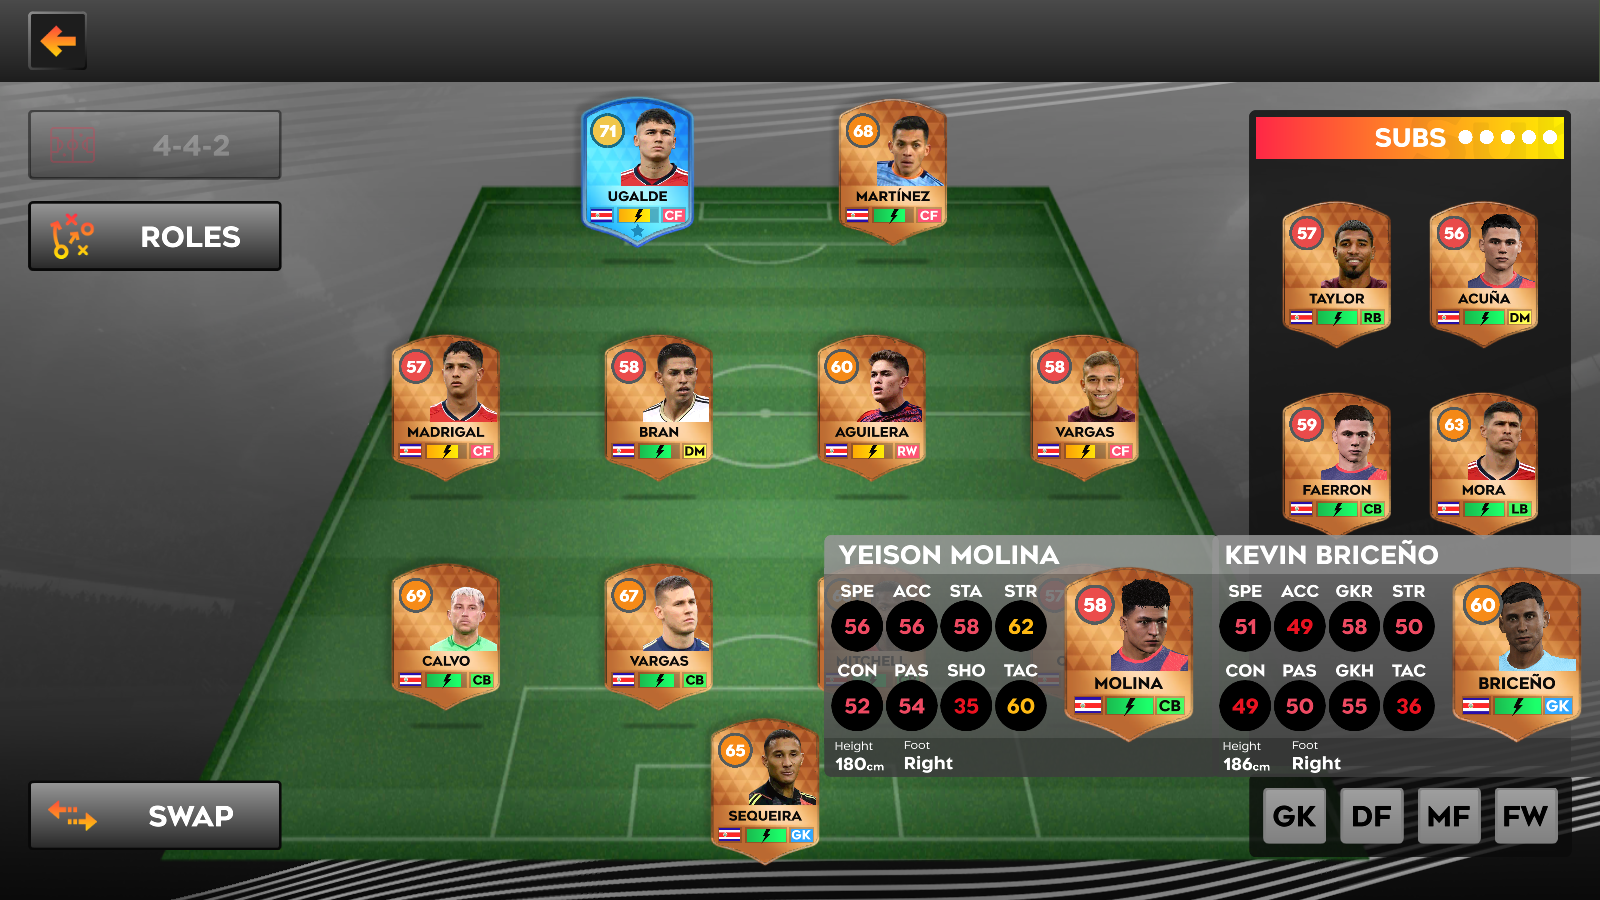 4-4-2
ROLES
SWAP
71
UGALDE
CF
68
MARTÍNEZ
CF
57
MADRIGAL
CF
58
BRAN
DM
60
AGUILERA
RW
58
VARGAS
CF
69
CALVO
CB
67
VARGAS
CB
MITCHELL
57
65
SEQUEIRA
GK
SUBS
57
TAYLOR
RB
56
ACUÑA
DM
59
FAERRON
CB
63
MORA
LB
YEISON MOLINA
SPE ACC STA STR
56 56 58 62
CON PAS SHO TAC
52 54 35 60
Height Foot
180cm Right
58
MOLINA
CB
KEVIN BRICEÑO
SPE ACC GKR STR
51 49 58 50
CON PAS GKH TAC
49 50 55 36
Height Foot
186cm Right
60
BRICEÑO
GK
GK DF MF FW